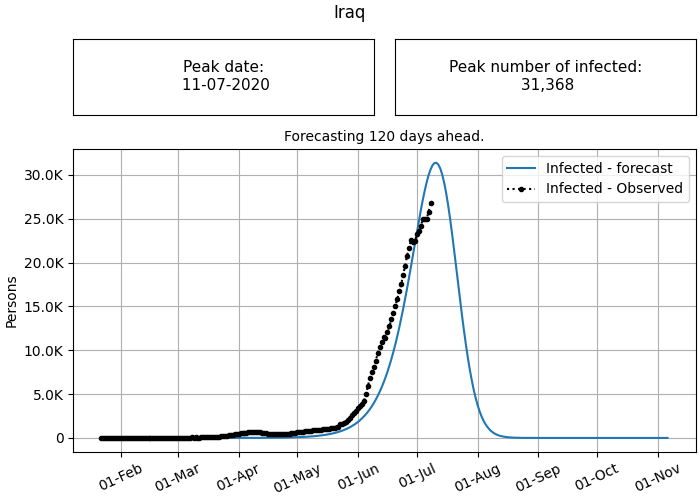 Iraq
Peak date:
11-07-2020
Peak number of infected:
31,368
Forecasting 120 days ahead.
Infected - forecast
Infected - Observed
30.0K
25.0K
20.0K
15.0K
10.0K
5.0K
0
Persons
01-Feb
01-Mar
01-Apr
01-May
01-Jun
01-Jul
01-Aug
01-Sep
01-Oct
01-Nov